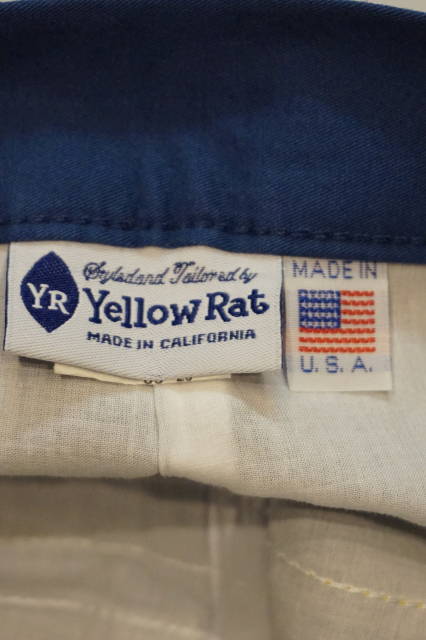 YR
Styled and Tailored by
Yellow Rat
MADE IN CALIFORNIA
MADE IN
U.S.A.